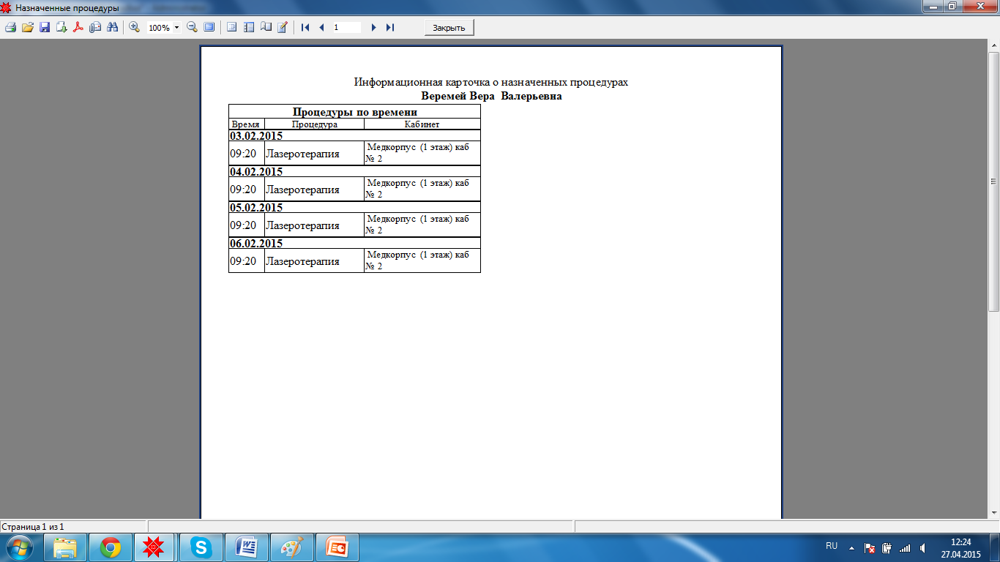 Назначенные процедуры
100%
1
Закрыть
Информационная карточка о назначенных процедурах
Веремей Вера  Валерьевна
Процедуры по времени
Время Процедура Кабинет
03.02.2015
09:20 Лазеротерапия Медкорпус (1 этаж) каб
№ 2
04.02.2015
09:20 Лазеротерапия Медкорпус (1 этаж) каб
№ 2
05.02.2015
09:20 Лазеротерапия Медкорпус (1 этаж) каб
№ 2
06.02.2015
09:20 Лазеротерапия Медкорпус (1 этаж) каб
№ 2
Страница 1 из 1
RU
12:24
27.04.2015